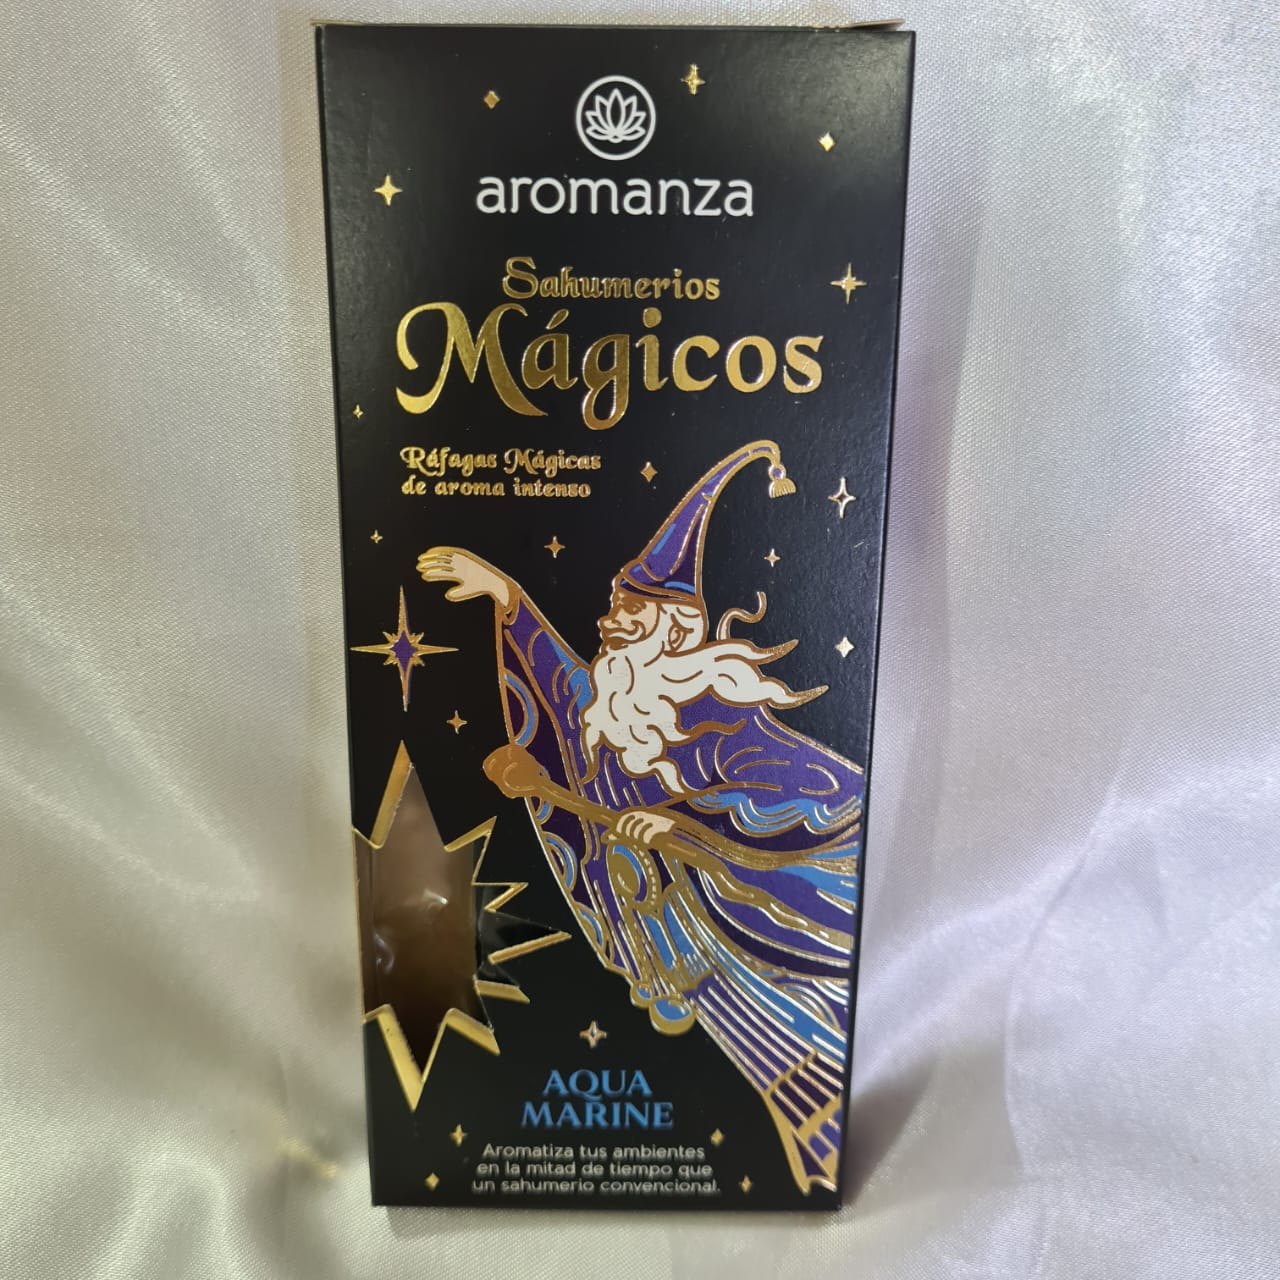 aromanza
Sahumerios
Mágicos
Ráfagas Mágicas
de aroma intenso
AQUA
MARINE
Aromatiza tus ambientes
en la mitad de tiempo que
un sahumerio convencional.